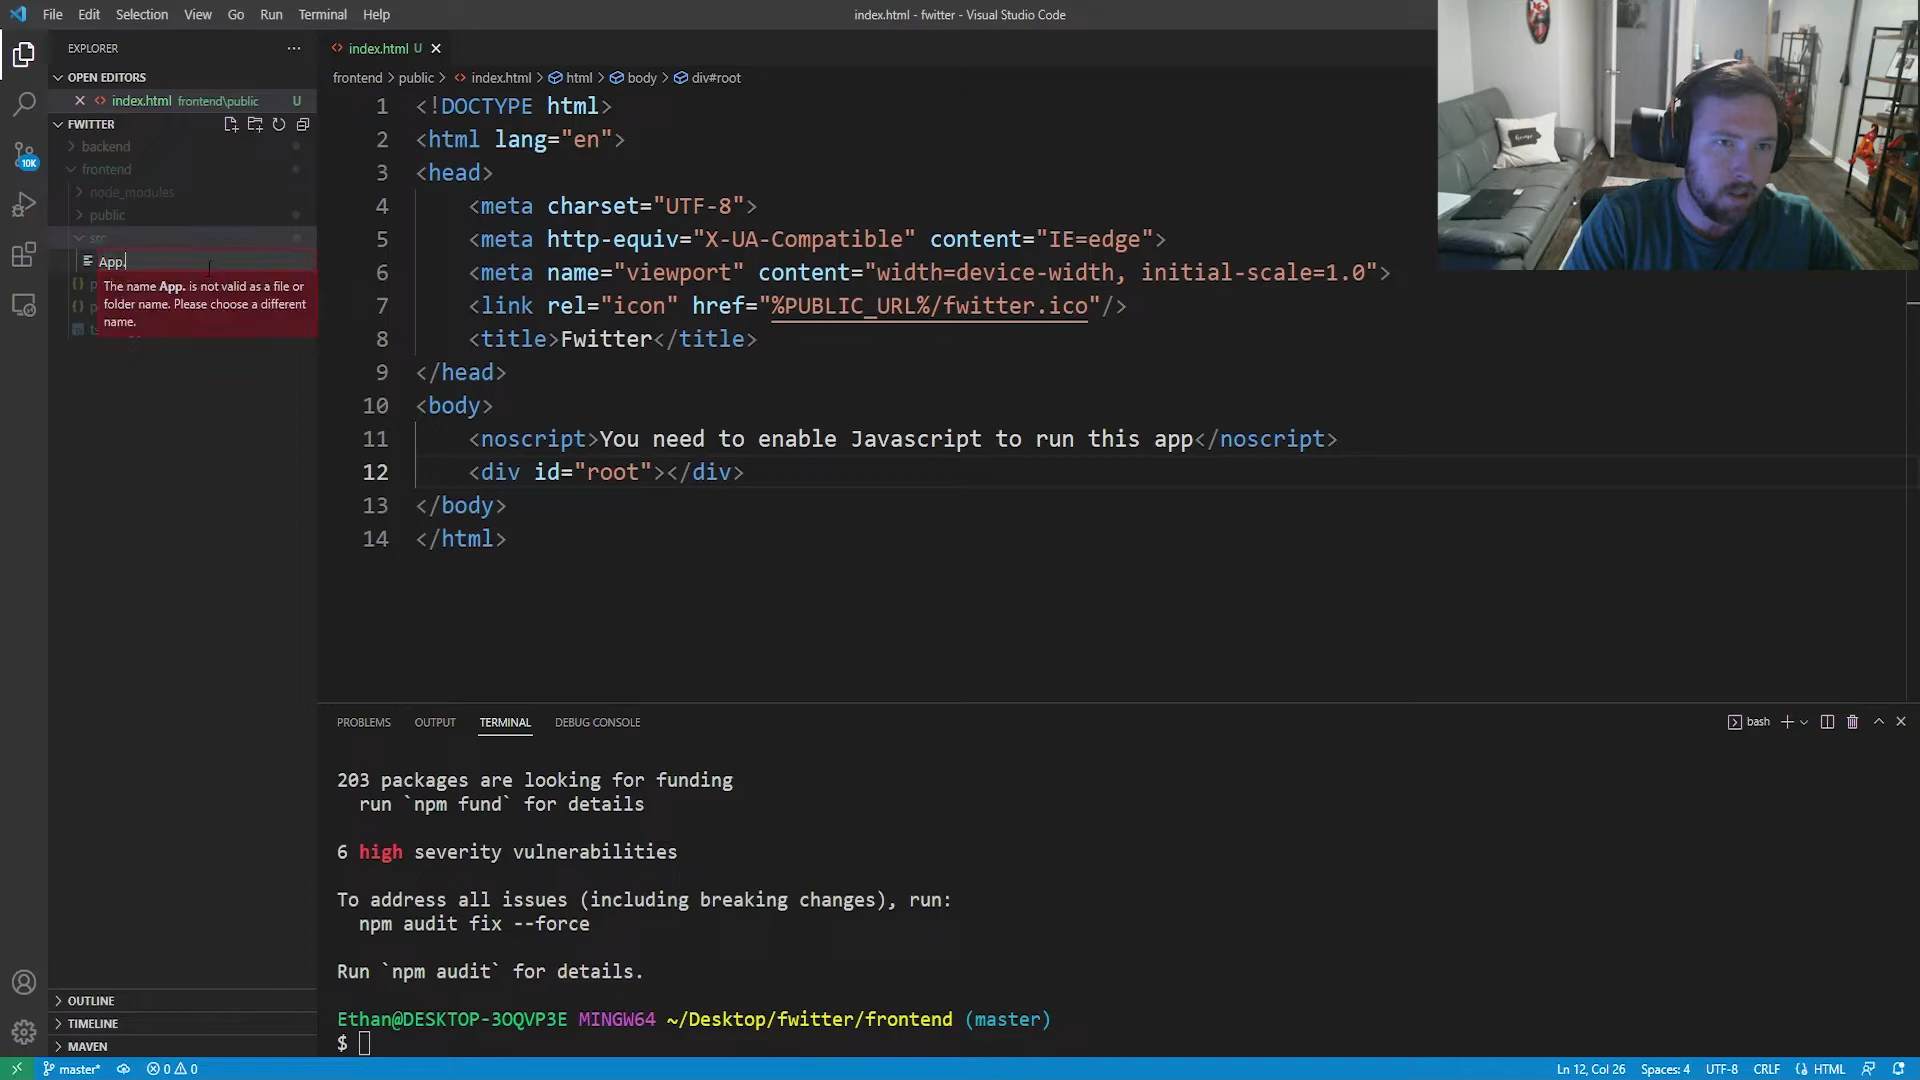 File Edit Selection View Go Run Terminal Help
index.html - fwitter - Visual Studio Code
EXPLORER
OPEN EDITORS
index.html frontend\public U
FWITTER
backend
frontend
node_modules
public
src
App.
The name App. is not valid as a file or
folder name. Please choose a different
name.
10K
index.html U
frontend > public > index.html > html > body > div#root
1 <!DOCTYPE html>
2 <html lang="en">
3 <head>
4 <meta charset="UTF-8">
5 <meta http-equiv="X-UA-Compatible" content="IE=edge">
6 <meta name="viewport" content="width=device-width, initial-scale=1.0">
7 <link rel="icon" href="%PUBLIC_URL%/fwitter.ico"/>
8 <title>Fwitter</title>
9 </head>
10 <body>
11 <noscript>You need to enable Javascript to run this app</noscript>
12 <div id="root"></div>
13 </body>
14 </html>
PROBLEMS OUTPUT TERMINAL DEBUG CONSOLE
bash
203 packages are looking for funding
run `npm fund` for details
6 high severity vulnerabilities
To address all issues (including breaking changes), run:
npm audit fix --force
Run `npm audit` for details.
Ethan@DESKTOP-3OQVP3E MINGW64 ~/Desktop/fwitter/frontend (master)
$
OUTLINE
TIMELINE
MAVEN
master* 0 0
Ln 12, Col 26 Spaces: 4 UTF-8 CRLF HTML